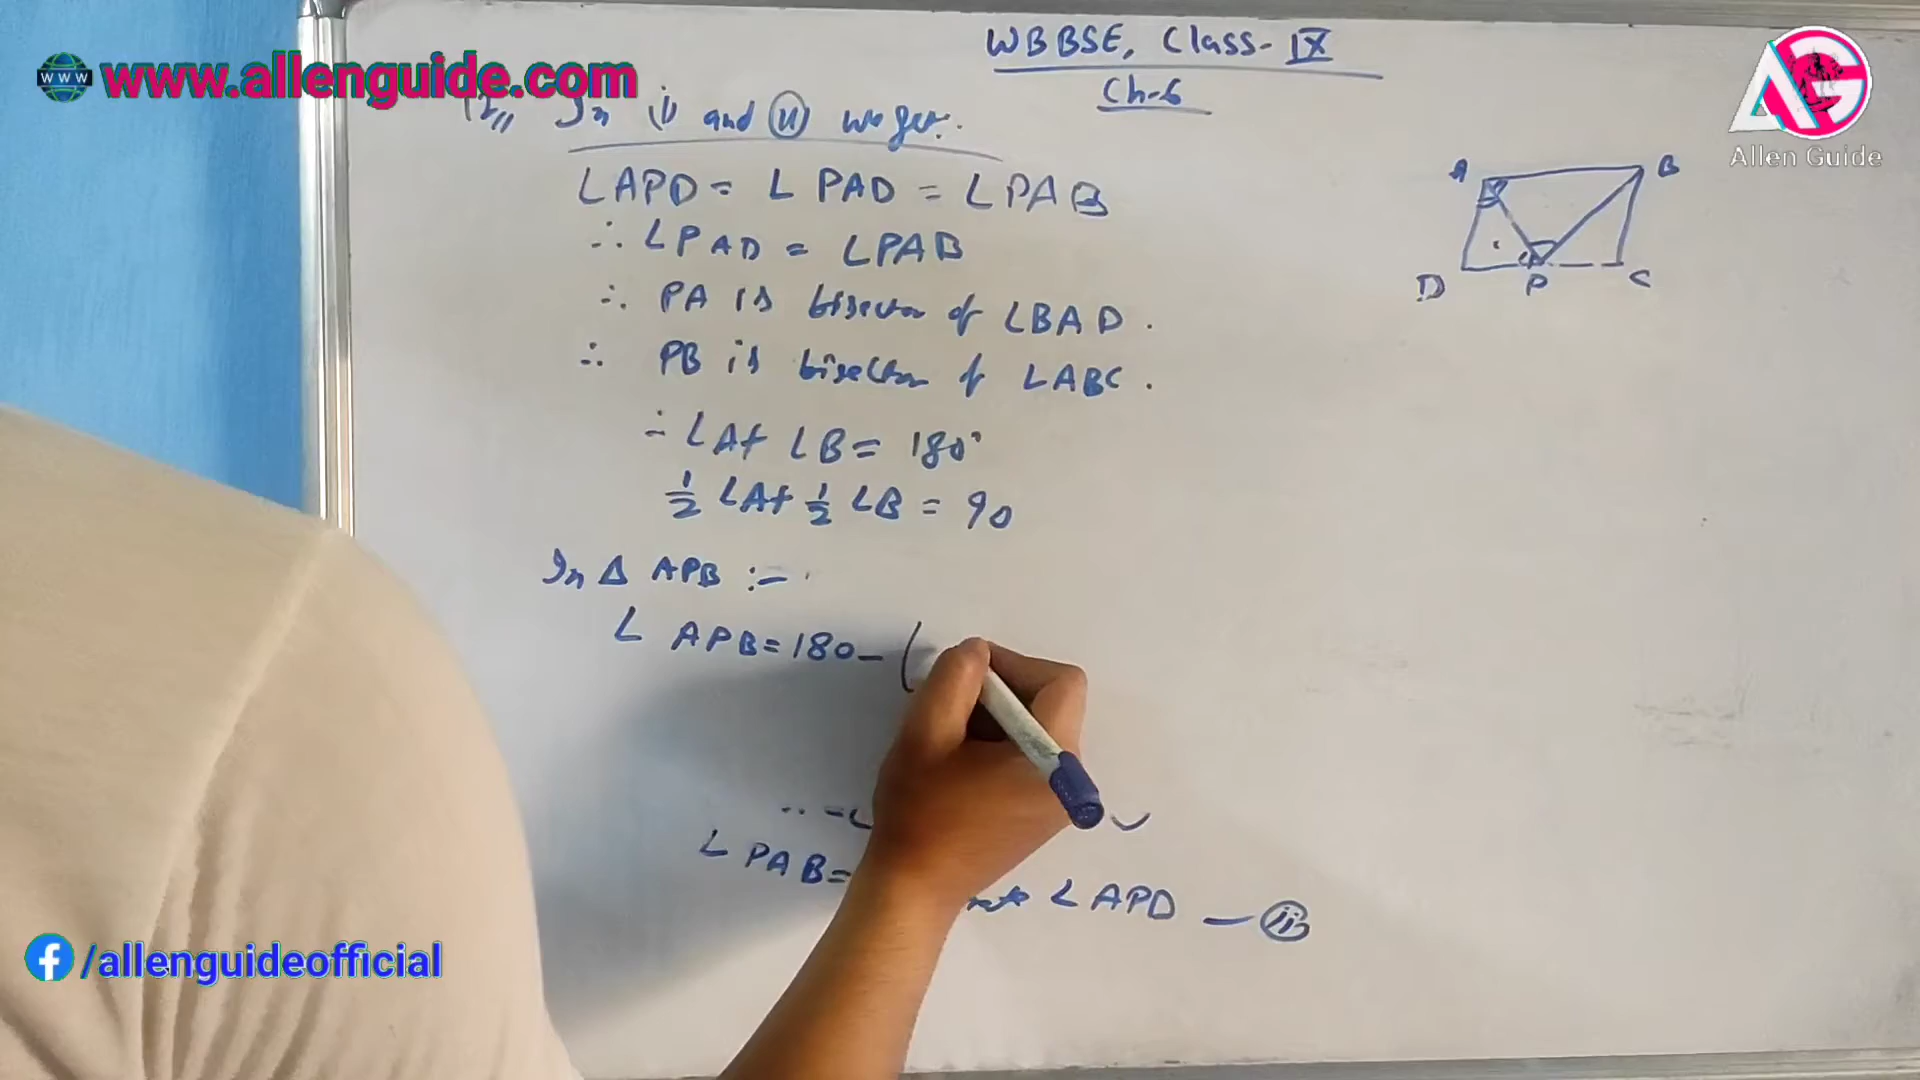 www.allenguide.com
WBBSE, Class-IX
Ch-6
AG
Allen Guide
12,, In (i) and (ii) we get:
∠APD = ∠PAD = ∠PAB
∴ ∠PAD = ∠PAB
∴ PA is bisector of ∠BAD.
∴ PB is bisector of ∠ABC.
∴ ∠A+ ∠B= 180°
1/2 ∠A+ 1/2 ∠B = 90
In Δ APB :-
∠ APB=180-(
∠PAB=
∠APD - (ii)
A B
D P C
/allenguideofficial